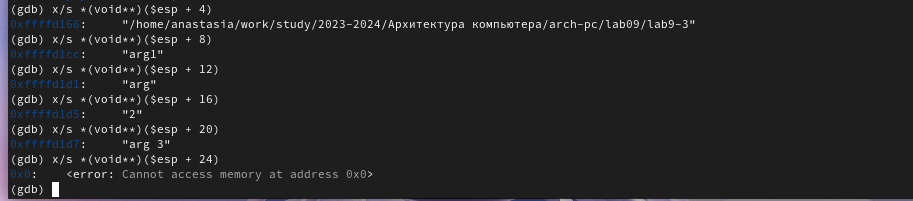 (gdb) x/s *(void**)($esp + 4)
0xffffd166:     "/home/anastasia/work/study/2023-2024/Архитектура компьютера/arch-pc/lab09/lab9-3"
(gdb) x/s *(void**)($esp + 8)
0xffffd1cc:     "arg1"
(gdb) x/s *(void**)($esp + 12)
0xffffd1d1:     "arg"
(gdb) x/s *(void**)($esp + 16)
0xffffd1d5:     "2"
(gdb) x/s *(void**)($esp + 20)
0xffffd1d7:     "arg 3"
(gdb) x/s *(void**)($esp + 24)
0x0:    <error: Cannot access memory at address 0x0>
(gdb)